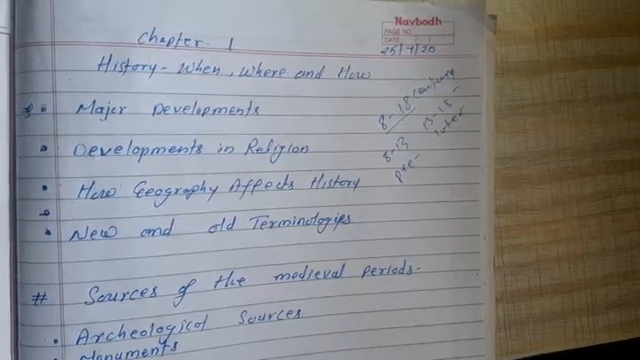 Navbodh
PAGE NO.
DATE: / /
25/4/20
Chapter - 1
History - When, Where and How
8 - 18 Century
8 - 13
13 - 18 -
pre -
later
• Major Developments
• Developments in Religion
• How Geography Affects History
• New and old Terminologies
# Sources of the medieval periods -
• Archeological Sources
Monuments